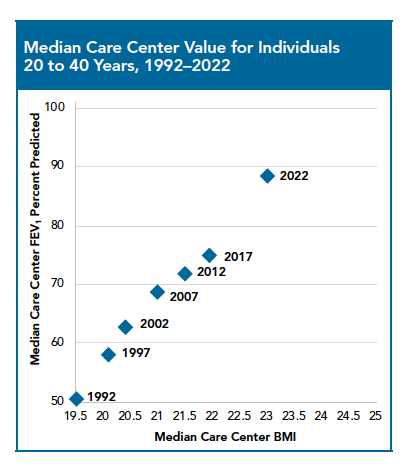 Median Care Center Value for Individuals
20 to 40 Years, 1992–2022
Median Care Center FEV₁ Percent Predicted
100
90
80
70
60
50
2022
2017
2012
2007
2002
1997
1992
19.5 20 20.5 21 21.5 22 22.5 23 23.5 24 24.5 25
Median Care Center BMI